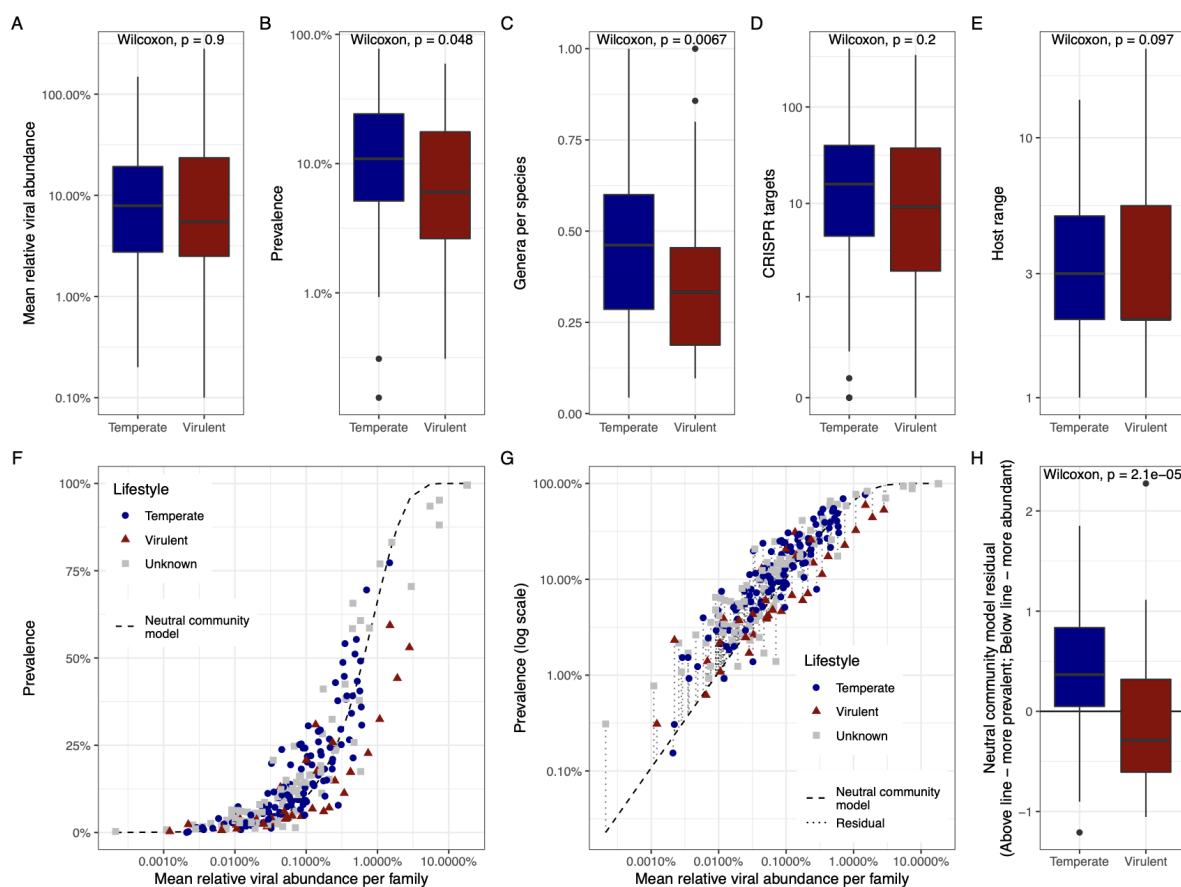 A
Wilcoxon, p = 0.9
100.00%
10.00%
1.00%
0.10%
Mean relative viral abundance
Temperate
Virulent
B
Wilcoxon, p = 0.048
100.0%
10.0%
1.0%
Prevalence
Temperate
Virulent
C
Wilcoxon, p = 0.0067
1.00
0.75
0.50
0.25
0.00
Genera per species
Temperate
Virulent
D
Wilcoxon, p = 0.2
100
10
1
0
CRISPR targets
Temperate
Virulent
E
Wilcoxon, p = 0.097
10
3
1
Host range
Temperate
Virulent
F
100%
75%
50%
25%
0%
Prevalence
Lifestyle
Temperate
Virulent
Unknown
Neutral community
model
0.0010%
0.0100%
0.1000%
1.0000%
10.0000%
Mean relative viral abundance per family
G
100.00%
10.00%
1.00%
0.10%
Prevalence (log scale)
Lifestyle
Temperate
Virulent
Unknown
Neutral community
model
Residual
0.0010%
0.0100%
0.1000%
1.0000%
10.0000%
Mean relative viral abundance per family
H
Wilcoxon, p = 2.1e−05
2
1
0
−1
Neutral community model residual
(Above line − more prevalent; Below line − more abundant)
Temperate
Virulent